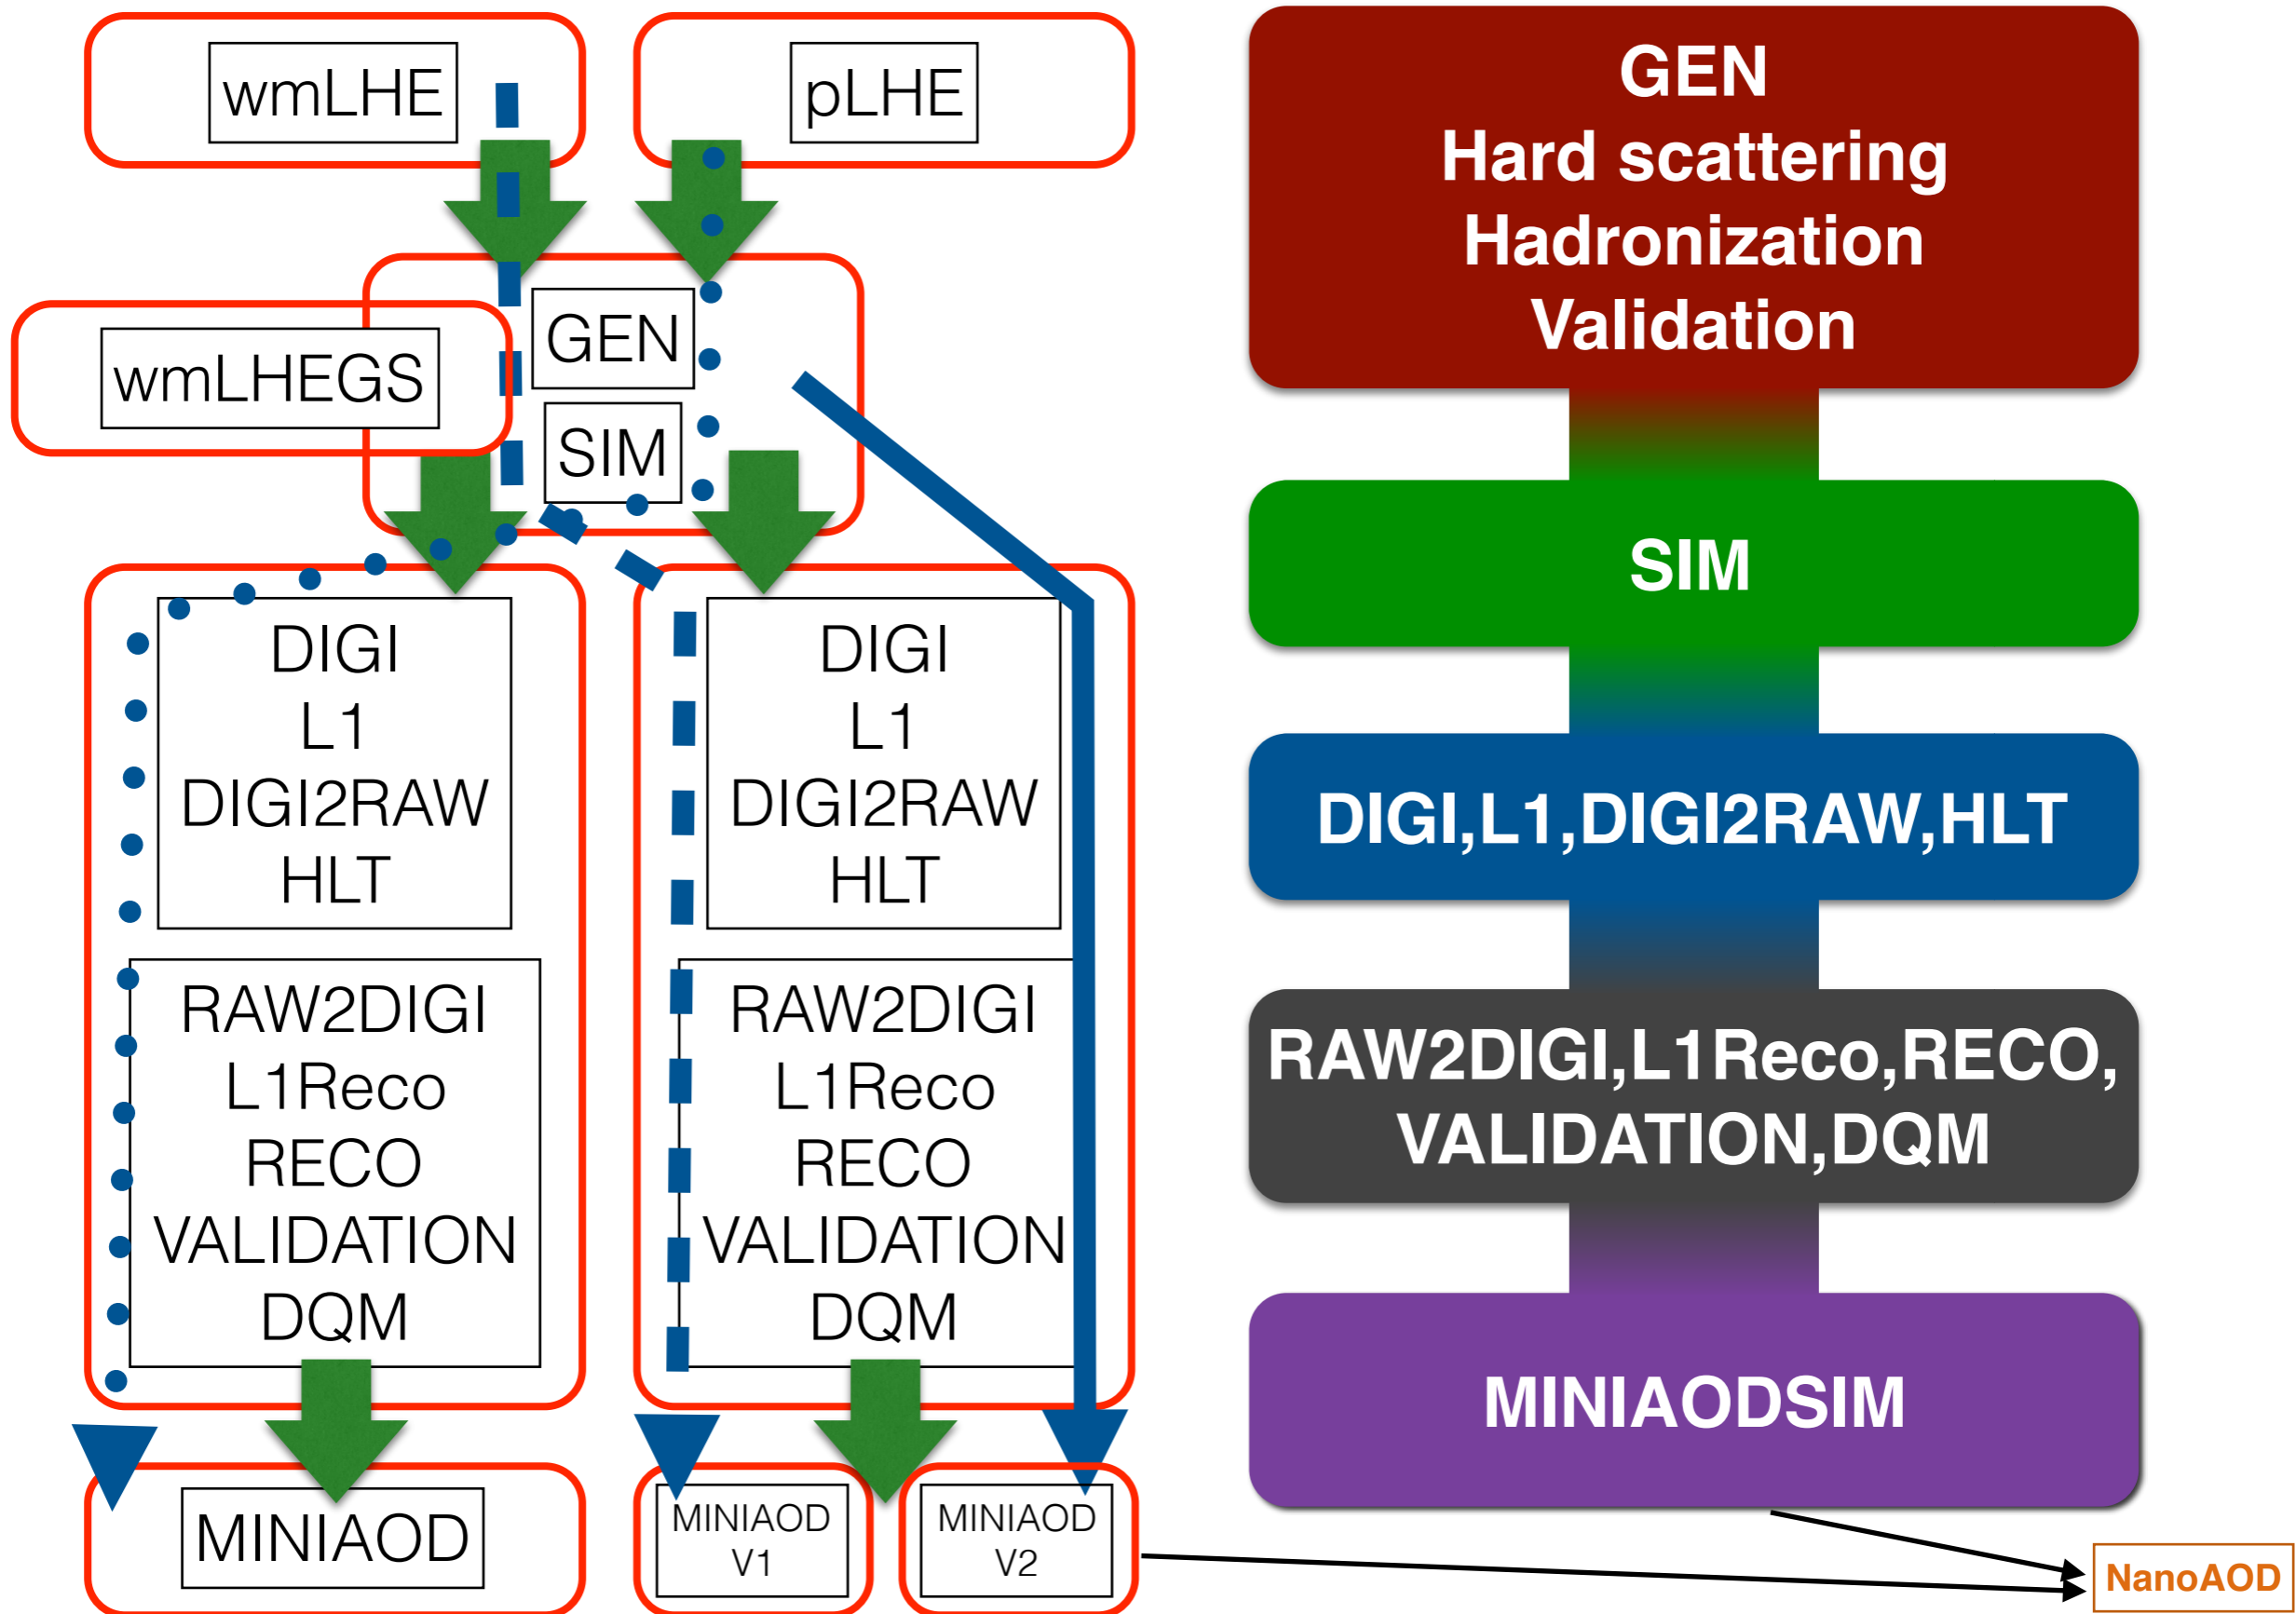 wmLHE
pLHE
GEN
SIM
wmLHEGS
DIGI
L1
DIGI2RAW
HLT
RAW2DIGI
L1Reco
RECO
VALIDATION
DQM
MINIAOD
DIGI
L1
DIGI2RAW
HLT
RAW2DIGI
L1Reco
RECO
VALIDATION
DQM
MINIAOD
V1
MINIAOD
V2
GEN
Hard scattering
Hadronization
Validation
SIM
DIGI,L1,DIGI2RAW,HLT
RAW2DIGI,L1Reco,RECO,
VALIDATION,DQM
MINIAODSIM
NanoAOD